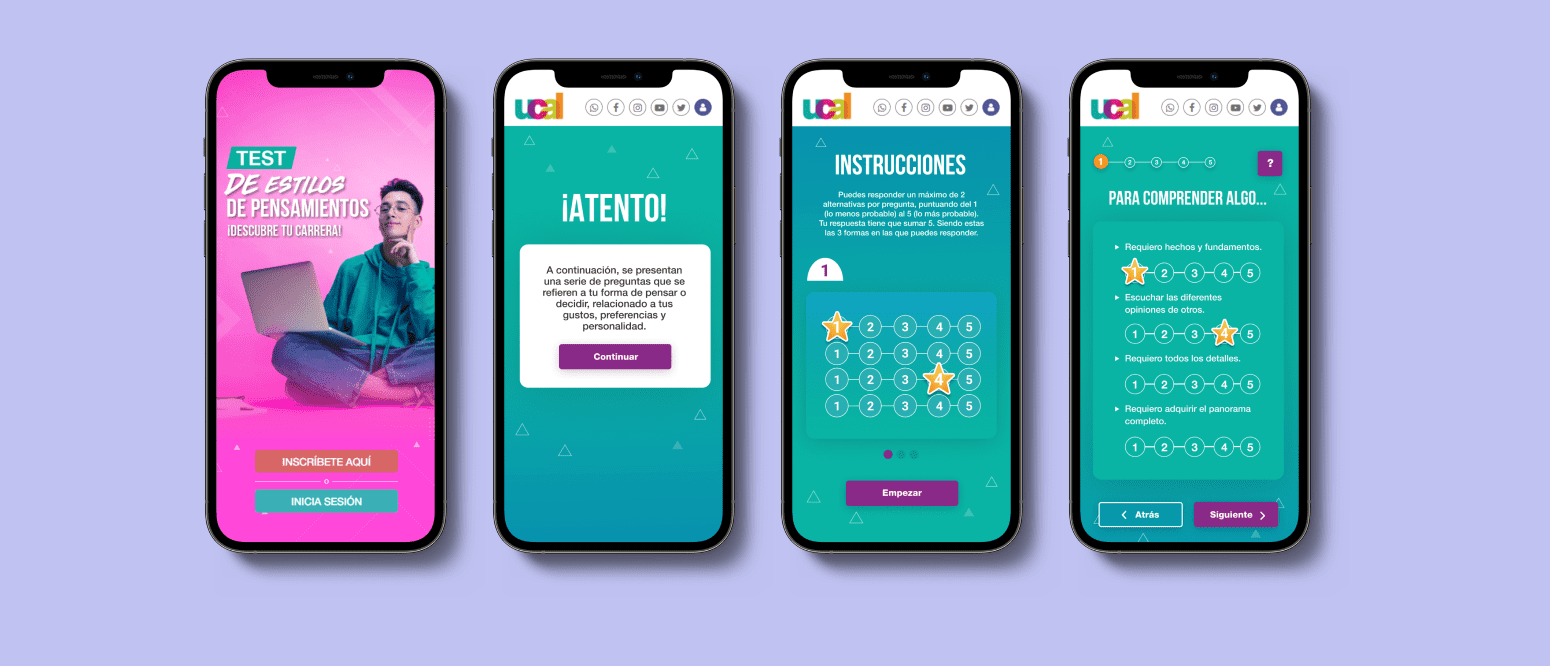 TEST
DE ESTILOS
DE PENSAMIENTOS
¡DESCUBRE TU CARRERA!
INSCRÍBETE AQUÍ
o
INICIA SESIÓN
ucal
¡ATENTO!
A continuación, se presentan
una serie de preguntas que se
refieren a tu forma de pensar o
decidir, relacionado a tus
gustos, preferencias y
personalidad.
Continuar
ucal
INSTRUCCIONES
Puedes responder un máximo de 2
alternativas por pregunta, puntuando del 1
(lo menos probable) al 5 (lo más probable).
Tu respuesta tiene que sumar 5. Siendo estas
las 3 formas en las que puedes responder.
1
1 2 3 4 5
1 2 3 4 5
1 2 3 4 5
1 2 3 4 5
Empezar
ucal
1 2 3 4 5
?
PARA COMPRENDER ALGO...
Requiero hechos y fundamentos.
1 2 3 4 5
Escuchar las diferentes
opiniones de otros.
1 2 3 4 5
Requiero todos los detalles.
1 2 3 4 5
Requiero adquirir el panorama
completo.
1 2 3 4 5
Atrás
Siguiente